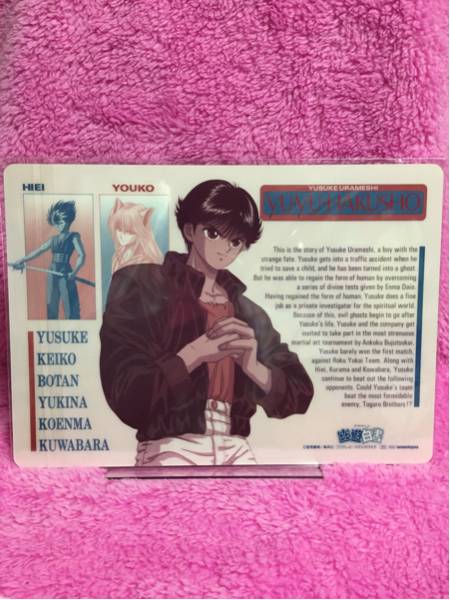 HIEI
YOUKO
YUSUKE
KEIKO
BOTAN
YUKINA
KOENMA
KUWABARA
YUSUKE URAMESHI
YUYUHAKUSHO
This is the story of Yusuke Urameshi, a boy with the
strange fate. Yusuke gets into a traffic accident when he
tried to save a child, and he has been turned into a ghost.
But he was able to regain the form of human by overcoming
a series of divine tests given by Enma Daio.
Having regained the form of human, Yusuke does a fine
job as a private investigator for the spiritual world.
Because of this, evil ghosts begin to go after
Yusuke's life. Yusuke and the company get
invited to take part in the most strenuous
martial art tournament by Ankoku Bujutsukai.
Yusuke barely won the first match,
against Roku Yukai Team. Along with
Hiei, Kurama and Kuwabara, Yusuke
continue to beat out the following
opponents. Could Yusuke's team
beat the most formidable
enemy, Toguro Brothers!?
幽遊白書